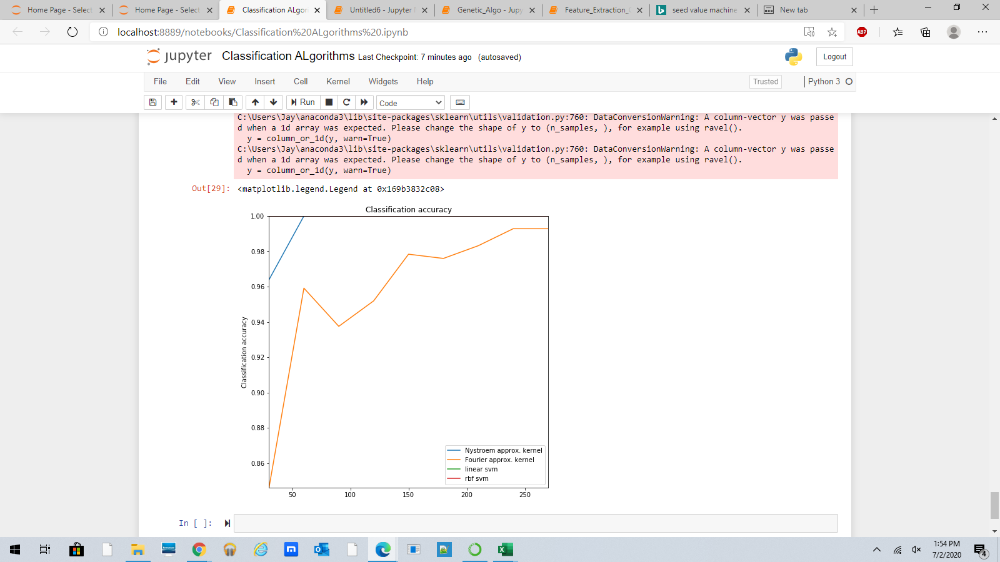 Home Page - Select
Home Page - Select
Classification ALgor
Untitled6 - Jupyter
Genetic_Algo - Jupy
Feature_Extraction_
seed value machine
New tab
localhost:8889/notebooks/Classification%20ALgorithms%20.ipynb
ABP
jupyter Classification ALgorithms Last Checkpoint: 7 minutes ago (autosaved)
Logout
File Edit View Insert Cell Kernel Widgets Help
Trusted
Python 3
Run
Code
C:\Users\Jay\anaconda3\lib\site-packages\sklearn\utils\validation.py:760: DataConversionWarning: A column-vector y was passe
d when a 1d array was expected. Please change the shape of y to (n_samples, ), for example using ravel().
y = column_or_1d(y, warn=True)
C:\Users\Jay\anaconda3\lib\site-packages\sklearn\utils\validation.py:760: DataConversionWarning: A column-vector y was passe
d when a 1d array was expected. Please change the shape of y to (n_samples, ), for example using ravel().
y = column_or_1d(y, warn=True)
Out[29]: <matplotlib.legend.Legend at 0x169b3832c08>
Classification accuracy
1.00
0.98
0.96
0.94
0.92
0.90
0.88
0.86
Classification accuracy
Nystroem approx. kernel
Fourier approx. kernel
linear svm
rbf svm
50 100 150 200 250
In [ ]:
1:54 PM
7/2/2020
4